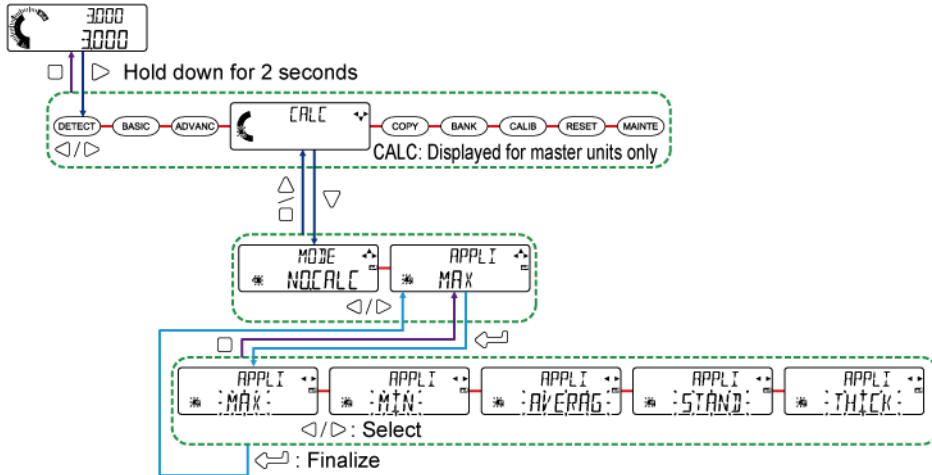 3.000
3.000
Hold down for 2 seconds
DETECT BASIC ADVANC CALC COPY BANK CALIB RESET MAINTE
CALC: Displayed for master units only
MODE APPLI
NO.CALC MAX
APPLI APPLI APPLI APPLI APPLI
MAX MIN AVERAG STAND THICK
: Select
: Finalize